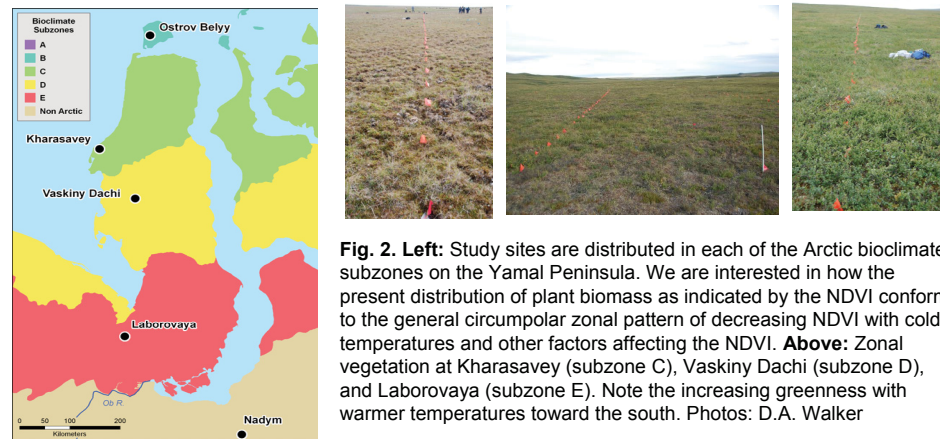 Bioclimate
Subzones
A
B
C
D
E
Non Arctic
Ostrov Belyy
Kharasavey
Vaskiny Dachi
Laborovaya
Ob R.
Nadym
0 50 100 200
Kilometers
Fig. 2. Left: Study sites are distributed in each of the Arctic bioclimate
subzones on the Yamal Peninsula. We are interested in how the
present distribution of plant biomass as indicated by the NDVI conform
to the general circumpolar zonal pattern of decreasing NDVI with cold
temperatures and other factors affecting the NDVI. Above: Zonal
vegetation at Kharasavey (subzone C), Vaskiny Dachi (subzone D),
and Laborovaya (subzone E). Note the increasing greenness with
warmer temperatures toward the south. Photos: D.A. Walker